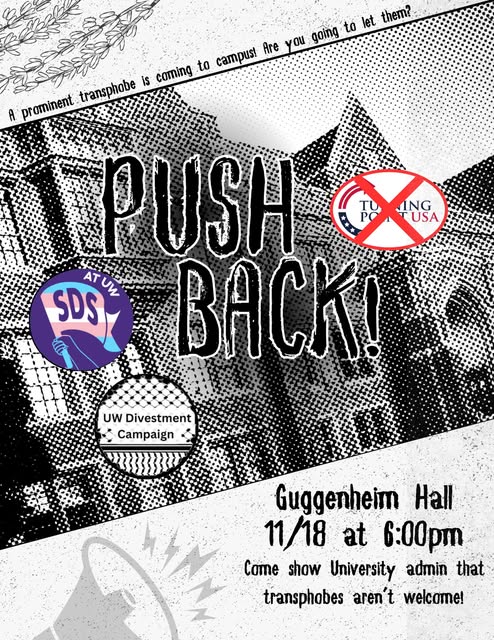 A prominent transphobe is coming to campus! Are you going to let them?
PUSH
BACK!
TURNING
POINT USA
AT UW
SDS
UW Divestment
Campaign
Guggenheim Hall
11/18 at 6:00pm
Come show University admin that
transphobes aren't welcome!